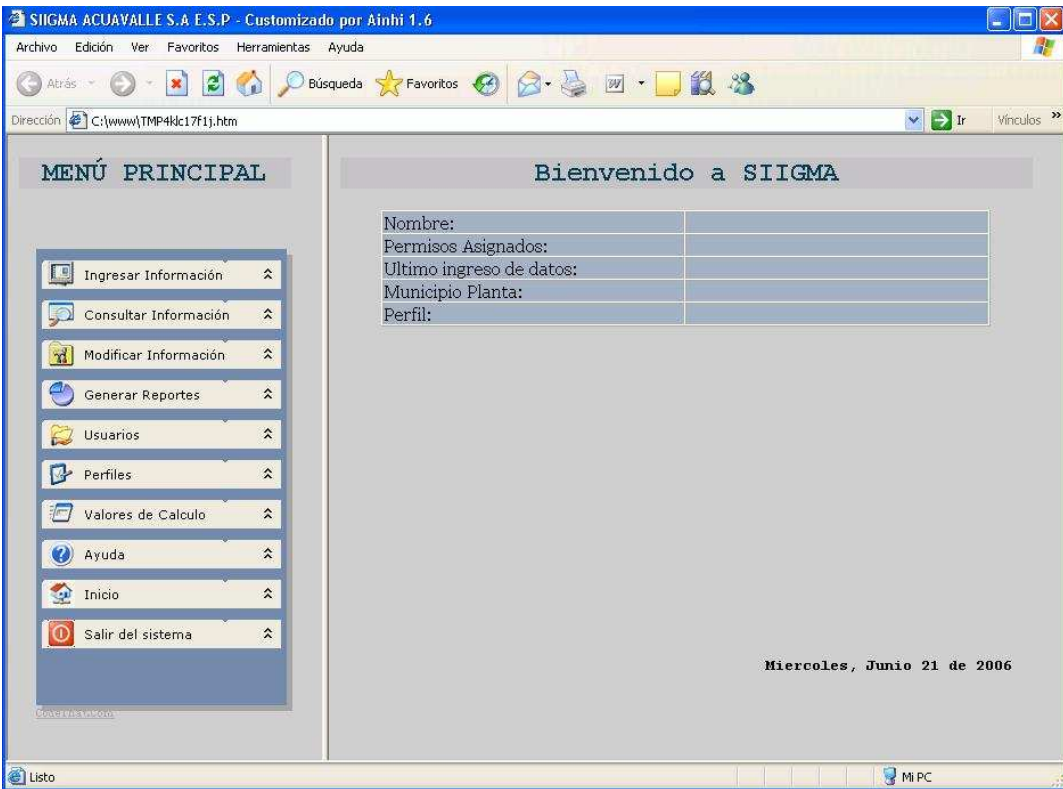 SIIGMA ACUAVALLE S.A E.S.P - Customizado por Ainhi 1.6
Archivo Edición Ver Favoritos Herramientas Ayuda
Atrás Búsqueda Favoritos
Dirección C:\www\TMP4klc17f1j.htm Ir Vínculos »
MENÚ PRINCIPAL
Ingresar Información
Consultar Información
Modificar Información
Generar Reportes
Usuarios
Perfiles
Valores de Calculo
Ayuda
Inicio
Salir del sistema
Bienvenido a SIIGMA
Nombre:
Permisos Asignados:
Ultimo ingreso de datos:
Municipio Planta:
Perfil:
Miercoles, Junio 21 de 2006
Listo Mi PC